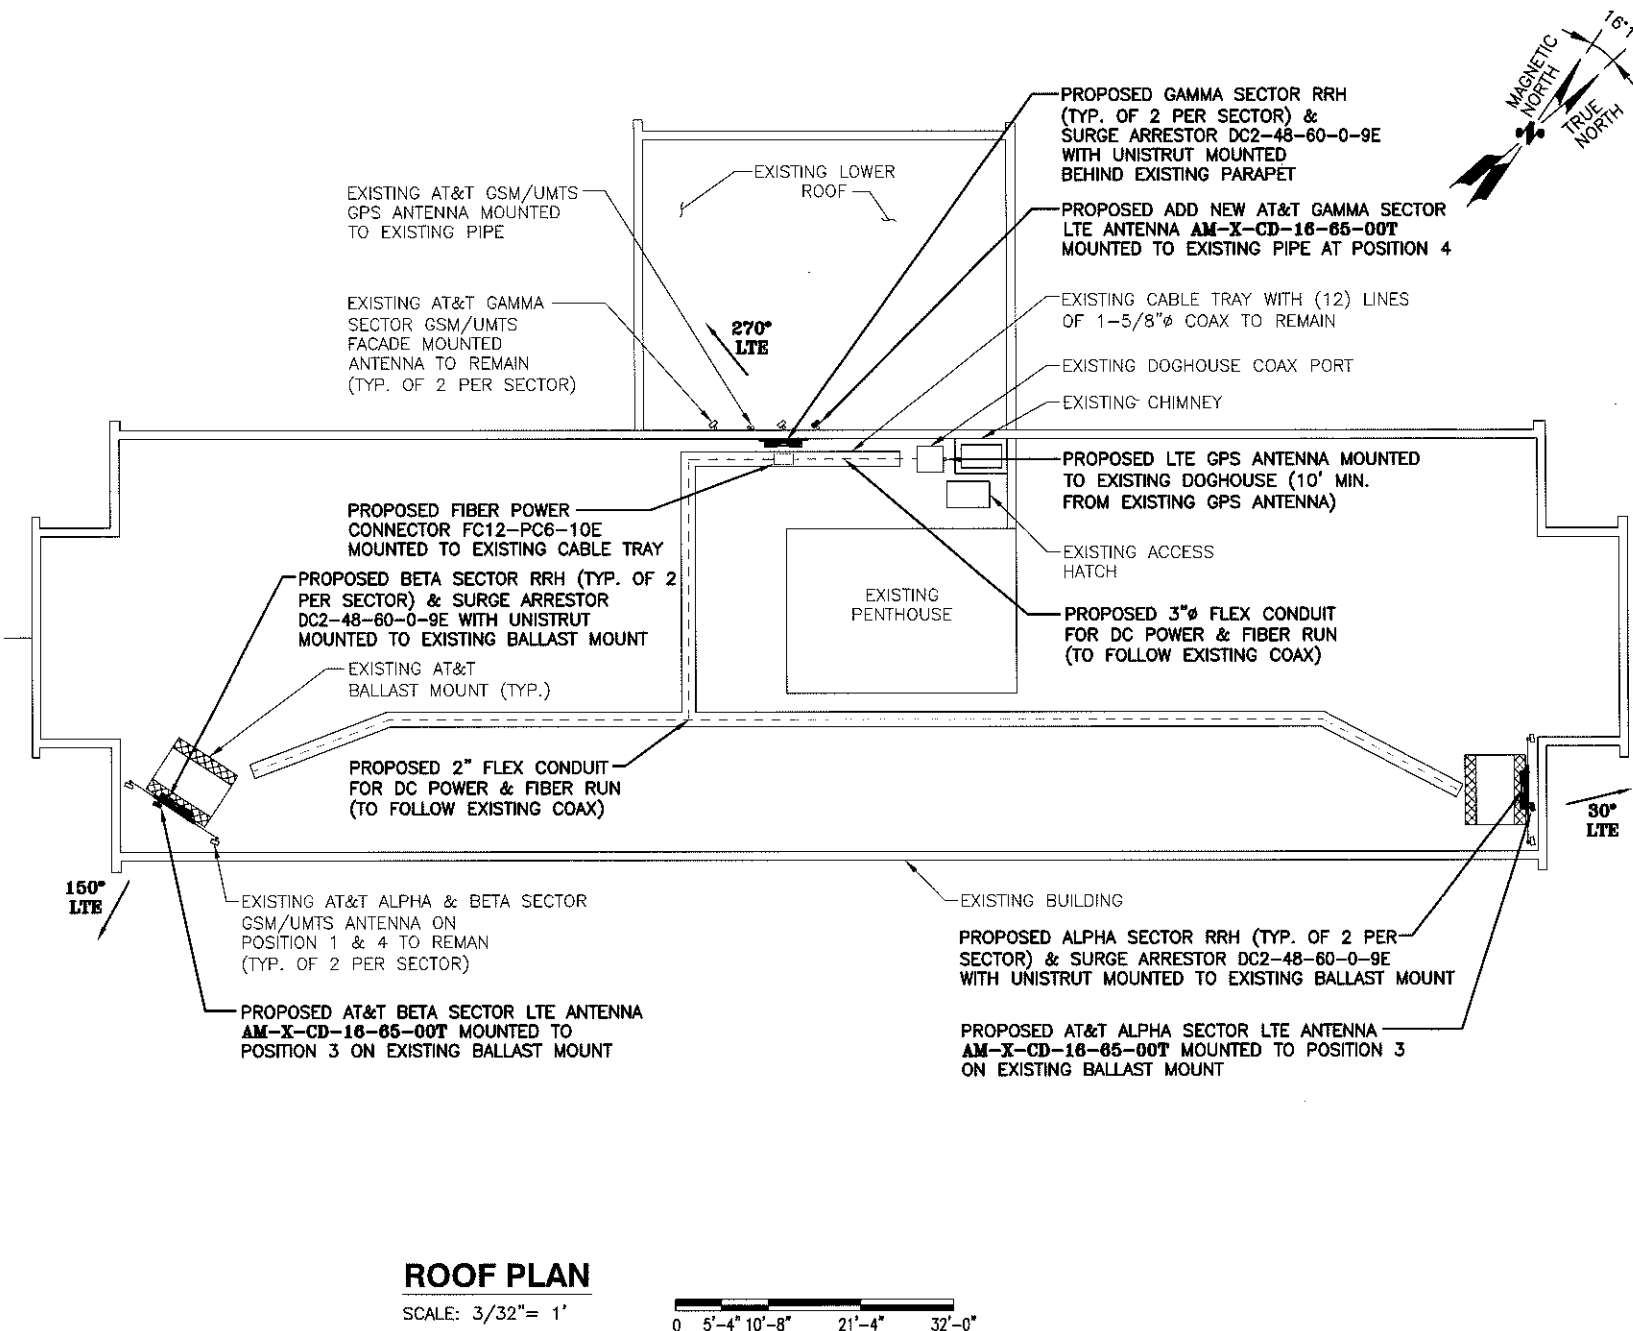 16°1
MAGNETIC
NORTH
TRUE
NORTH
N
PROPOSED GAMMA SECTOR RRH
(TYP. OF 2 PER SECTOR) &
SURGE ARRESTOR DC2-48-60-0-9E
WITH UNISTRUT MOUNTED
BEHIND EXISTING PARAPET
EXISTING LOWER
ROOF
EXISTING AT&T GSM/UMTS
GPS ANTENNA MOUNTED
TO EXISTING PIPE
PROPOSED ADD NEW AT&T GAMMA SECTOR
LTE ANTENNA AM-X-CD-16-65-00T
MOUNTED TO EXISTING PIPE AT POSITION 4
EXISTING AT&T GAMMA
SECTOR GSM/UMTS
FACADE MOUNTED
ANTENNA TO REMAIN
(TYP. OF 2 PER SECTOR)
270°
LTE
EXISTING CABLE TRAY WITH (12) LINES
OF 1-5/8"ø COAX TO REMAIN
EXISTING DOGHOUSE COAX PORT
EXISTING CHIMNEY
PROPOSED LTE GPS ANTENNA MOUNTED
TO EXISTING DOGHOUSE (10' MIN.
FROM EXISTING GPS ANTENNA)
PROPOSED FIBER POWER
CONNECTOR FC12-PC6-10E
MOUNTED TO EXISTING CABLE TRAY
EXISTING ACCESS
HATCH
PROPOSED BETA SECTOR RRH (TYP. OF 2
PER SECTOR) & SURGE ARRESTOR
DC2-48-60-0-9E WITH UNISTRUT
MOUNTED TO EXISTING BALLAST MOUNT
EXISTING
PENTHOUSE
PROPOSED 3"ø FLEX CONDUIT
FOR DC POWER & FIBER RUN
(TO FOLLOW EXISTING COAX)
EXISTING AT&T
BALLAST MOUNT (TYP.)
PROPOSED 2" FLEX CONDUIT
FOR DC POWER & FIBER RUN
(TO FOLLOW EXISTING COAX)
30°
LTE
150°
LTE
EXISTING AT&T ALPHA & BETA SECTOR
GSM/UMTS ANTENNA ON
POSITION 1 & 4 TO REMAN
(TYP. OF 2 PER SECTOR)
EXISTING BUILDING
PROPOSED ALPHA SECTOR RRH (TYP. OF 2 PER
SECTOR) & SURGE ARRESTOR DC2-48-60-0-9E
WITH UNISTRUT MOUNTED TO EXISTING BALLAST MOUNT
PROPOSED AT&T BETA SECTOR LTE ANTENNA
AM-X-CD-16-65-00T MOUNTED TO
POSITION 3 ON EXISTING BALLAST MOUNT
PROPOSED AT&T ALPHA SECTOR LTE ANTENNA
AM-X-CD-16-65-00T MOUNTED TO POSITION 3
ON EXISTING BALLAST MOUNT
ROOF PLAN
SCALE: 3/32"= 1'
0 5'-4" 10'-8" 21'-4" 32'-0"